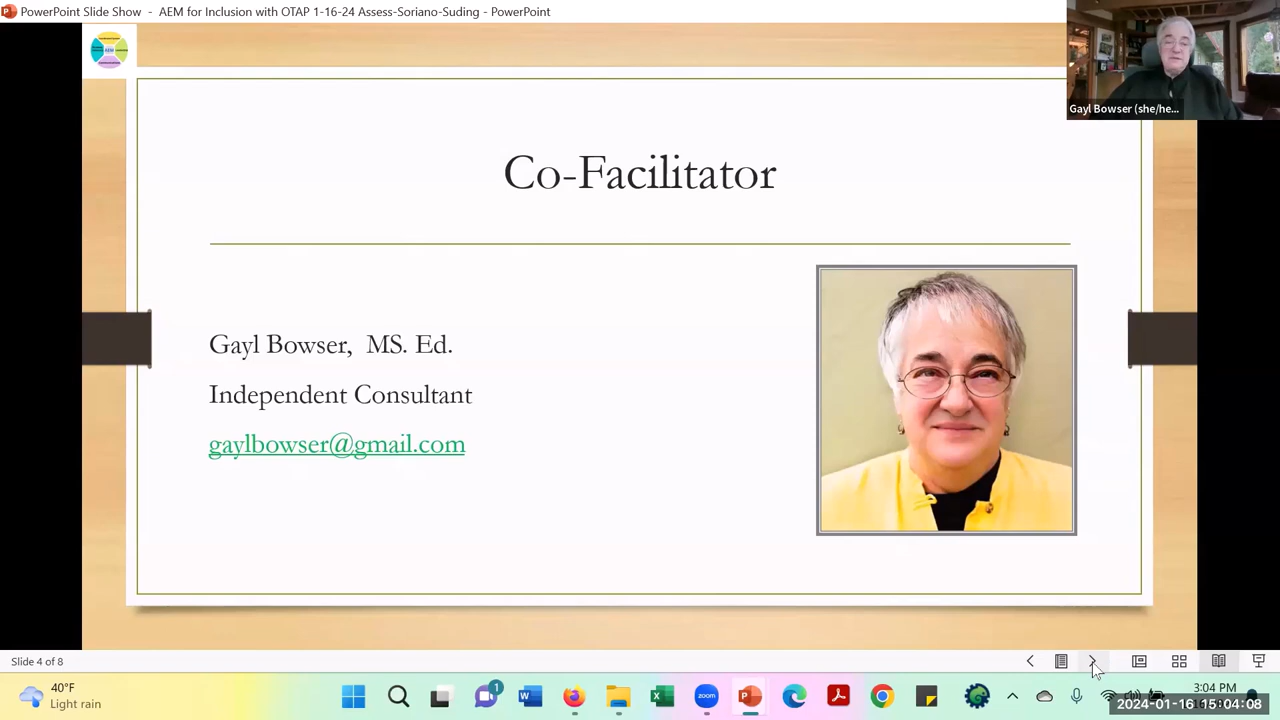 PowerPoint Slide Show - AEM for Inclusion with OTAP 1-16-24 Assess-Soriano-Suding - PowerPoint
Gayl Bowser (she/he...
Co-Facilitator
Gayl Bowser, MS. Ed.
Independent Consultant
gaylbowser@gmail.com
Slide 4 of 8
40°F
Light rain
1
zoom
3:04 PM
2024-01-16 15:04:08